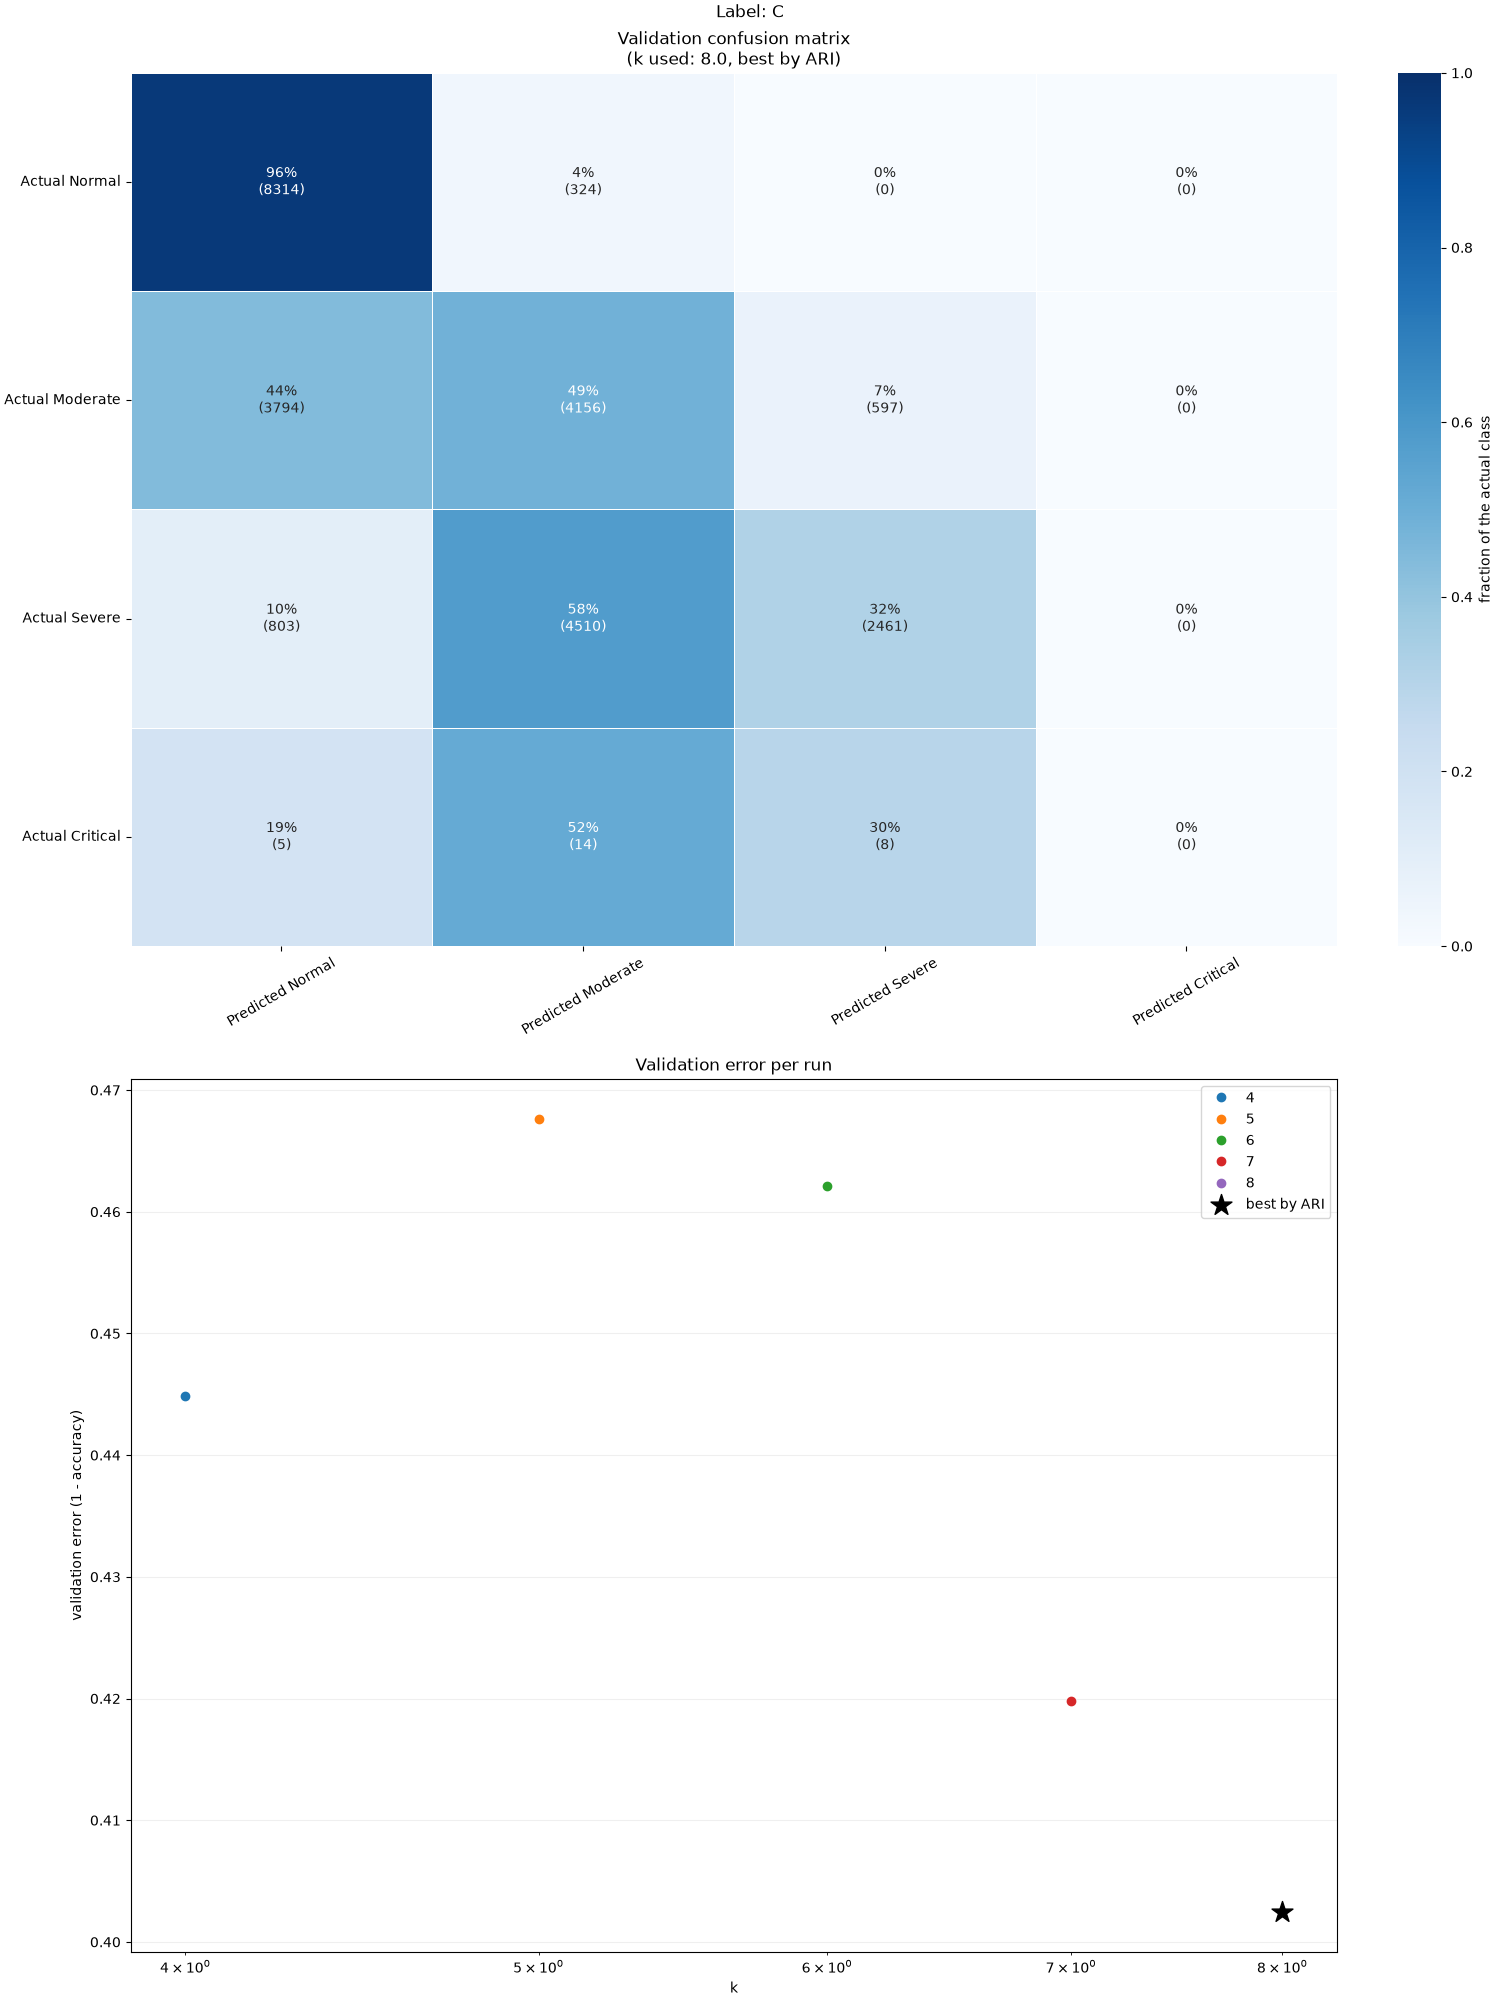 Label: C
Validation confusion matrix
(k used: 8.0, best by ARI)
Actual Normal
96%
(8314)
4%
(324)
0%
(0)
0%
(0)
Actual Moderate
44%
(3794)
49%
(4156)
7%
(597)
0%
(0)
Actual Severe
10%
(803)
58%
(4510)
32%
(2461)
0%
(0)
Actual Critical
19%
(5)
52%
(14)
30%
(8)
0%
(0)
Predicted Normal
Predicted Moderate
Predicted Severe
Predicted Critical
1.0
0.8
0.6
0.4
0.2
0.0
fraction of the actual class
Validation error per run
0.47
0.46
0.45
0.44
0.43
0.42
0.41
0.40
validation error (1 - accuracy)
4
5
6
7
8
best by ARI
4 × 10⁰
5 × 10⁰
6 × 10⁰
7 × 10⁰
8 × 10⁰
k